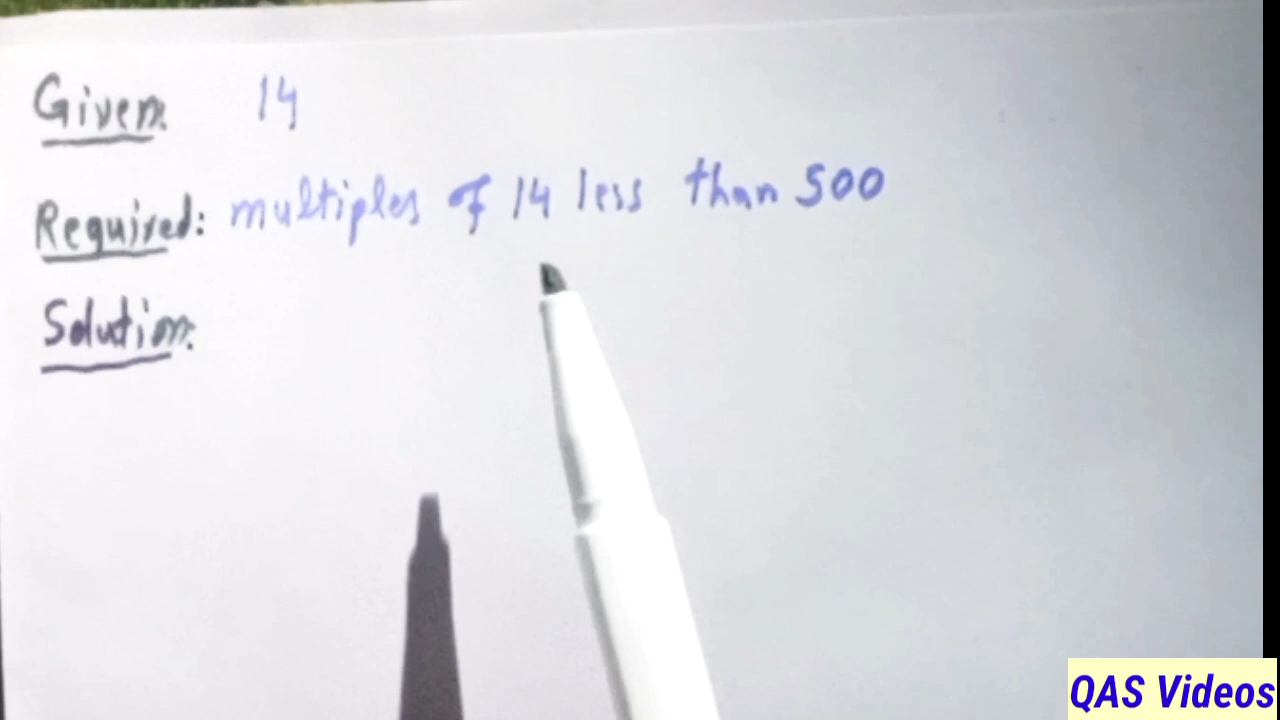 Given: 14
Required: multiples of 14 less than 500
Solution:
QAS Videos